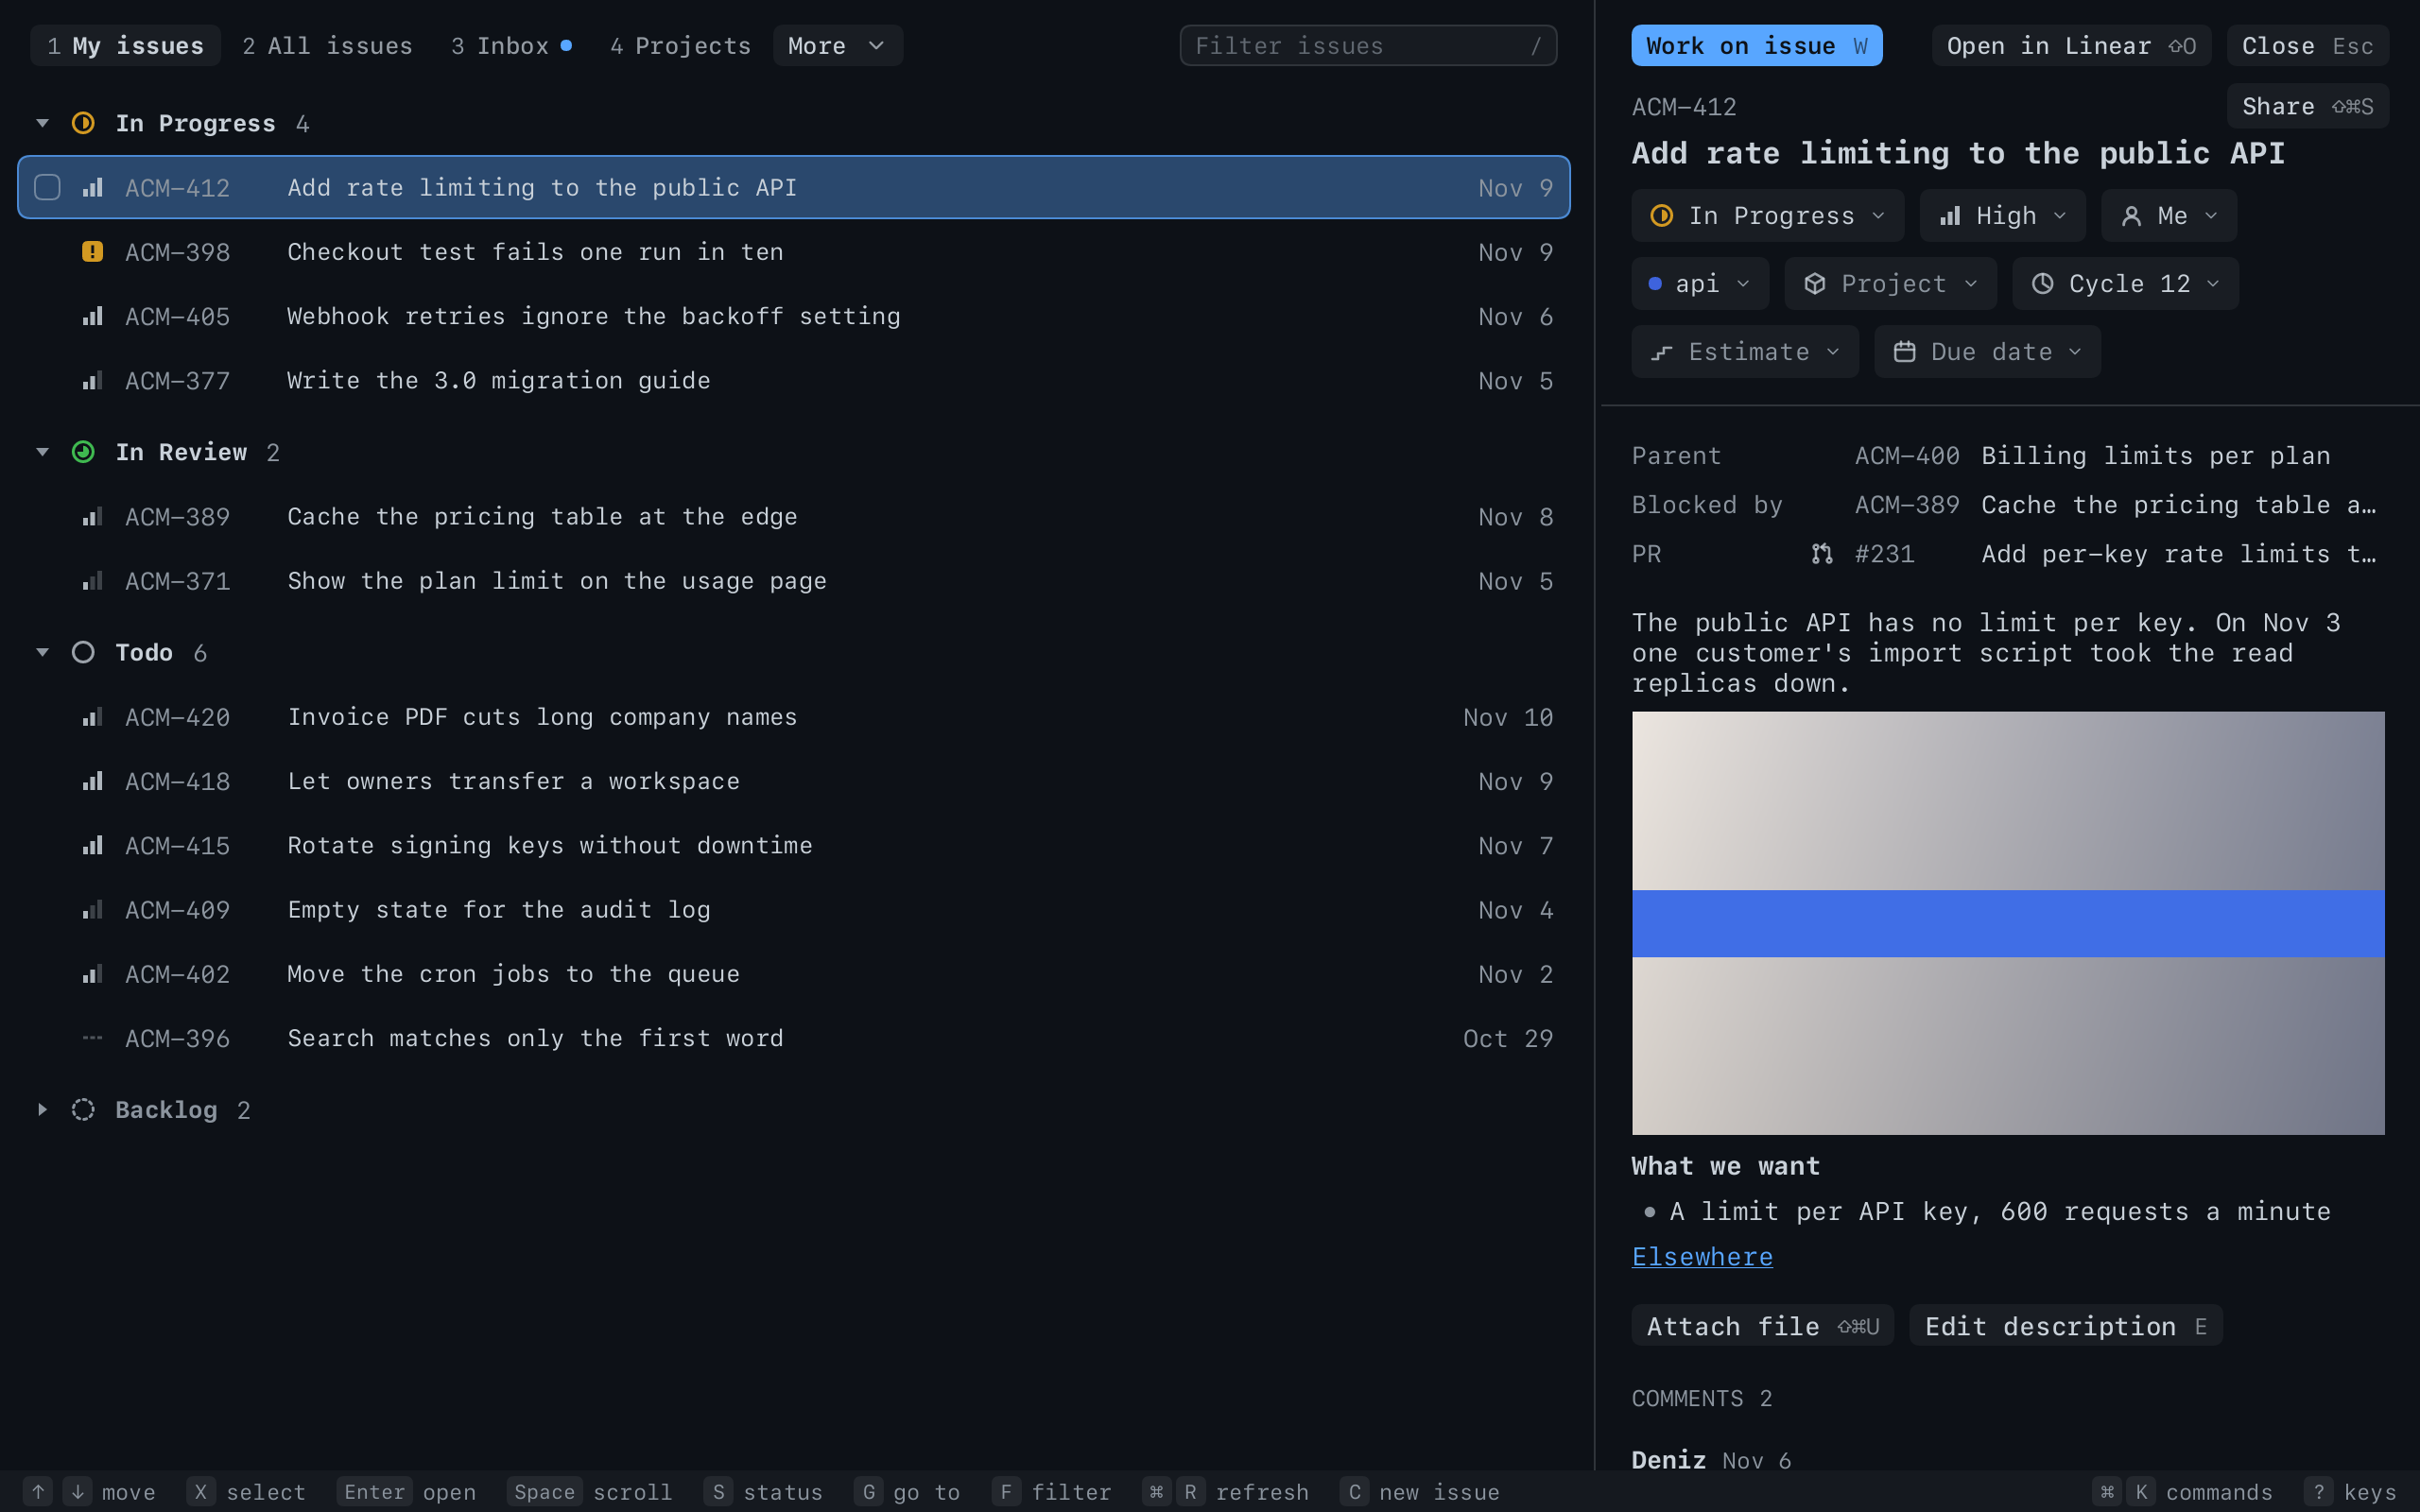 1 My issues 2 All issues 3 Inbox 4 Projects More
Filter issues /
In Progress 4
ACM-412 Add rate limiting to the public API Nov 9
ACM-398 Checkout test fails one run in ten Nov 9
ACM-405 Webhook retries ignore the backoff setting Nov 6
ACM-377 Write the 3.0 migration guide Nov 5
In Review 2
ACM-389 Cache the pricing table at the edge Nov 8
ACM-371 Show the plan limit on the usage page Nov 5
Todo 6
ACM-420 Invoice PDF cuts long company names Nov 10
ACM-418 Let owners transfer a workspace Nov 9
ACM-415 Rotate signing keys without downtime Nov 7
ACM-409 Empty state for the audit log Nov 4
ACM-402 Move the cron jobs to the queue Nov 2
ACM-396 Search matches only the first word Oct 29
Backlog 2
Work on issue W Open in Linear ⇧O Close Esc
ACM-412 Share ⇧⌘S
Add rate limiting to the public API
In Progress High Me
api Project Cycle 12
Estimate Due date
Parent ACM-400 Billing limits per plan
Blocked by ACM-389 Cache the pricing table a…
PR #231 Add per-key rate limits t…
The public API has no limit per key. On Nov 3
one customer's import script took the read
replicas down.
What we want
• A limit per API key, 600 requests a minute
Elsewhere
Attach file ⇧⌘U Edit description E
COMMENTS 2
Deniz Nov 6
↑ ↓ move X select Enter open Space scroll S status G go to F filter ⌘ R refresh C new issue ⌘ K commands ? keys